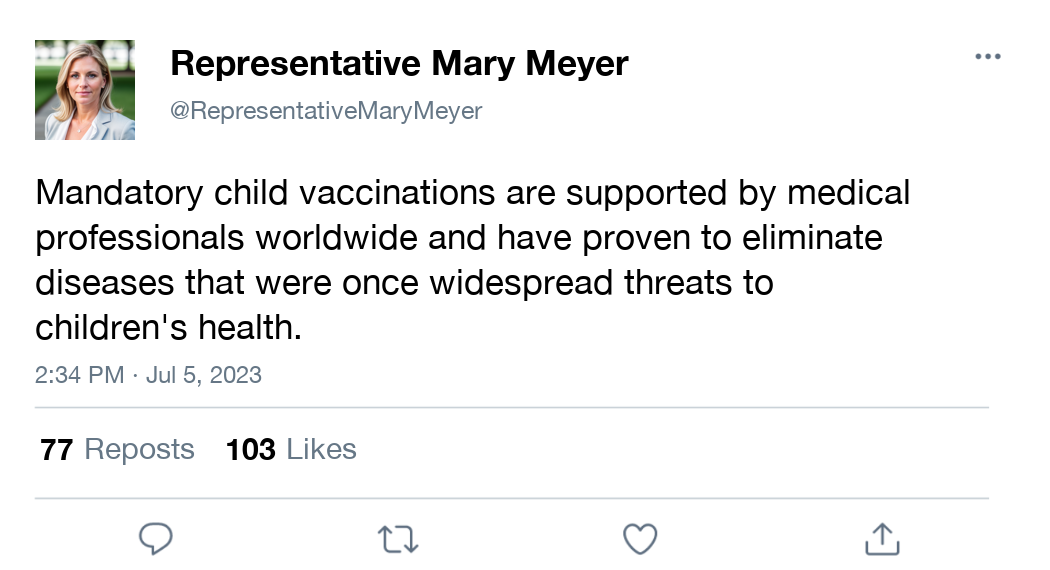 Representative Mary Meyer
@RepresentativeMaryMeyer
Mandatory child vaccinations are supported by medical
professionals worldwide and have proven to eliminate
diseases that were once widespread threats to
children's health.
2:34 PM · Jul 5, 2023
77 Reposts 103 Likes